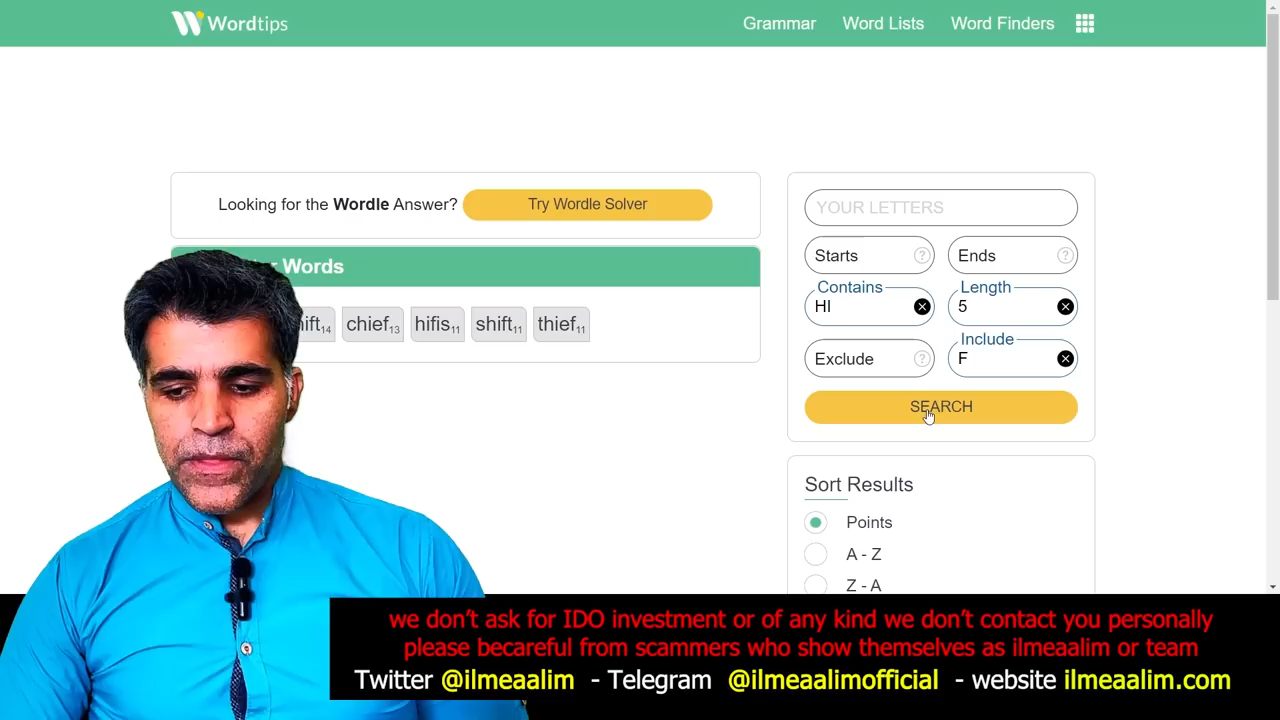 Wordtips
Grammar Word Lists Word Finders
Looking for the Wordle Answer? Try Wordle Solver
YOUR LETTERS
Starts ? Ends ?
Words
Contains Length
HI 5
chief13 hifis11 shift11 thief11
Include
Exclude ? F
SEARCH
Sort Results
Points
A - Z
Z - A
we don't ask for IDO investment or of any kind we don't contact you personally
please becareful from scammers who show themselves as ilmeaalim or team
Twitter @ilmeaalim - Telegram @ilmeaalimofficial - website ilmeaalim.com